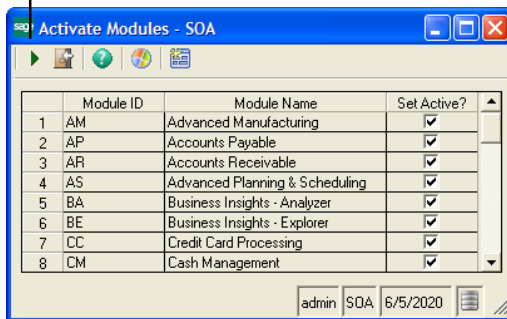 sage Activate Modules - SOA
Module ID Module Name Set Active?
1 AM Advanced Manufacturing
2 AP Accounts Payable
3 AR Accounts Receivable
4 AS Advanced Planning & Scheduling
5 BA Business Insights - Analyzer
6 BE Business Insights - Explorer
7 CC Credit Card Processing
8 CM Cash Management
admin SOA 6/5/2020